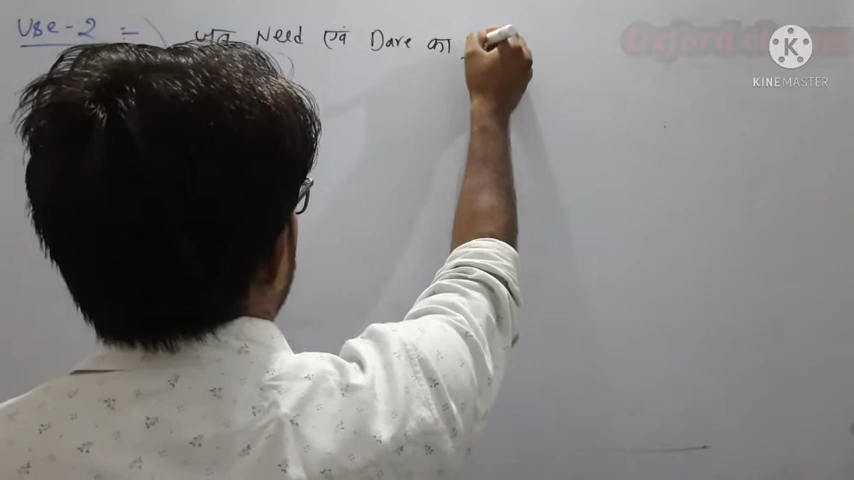 Use-2 :- जब Need एवं Dare का
Oxford classes
KINEMASTER